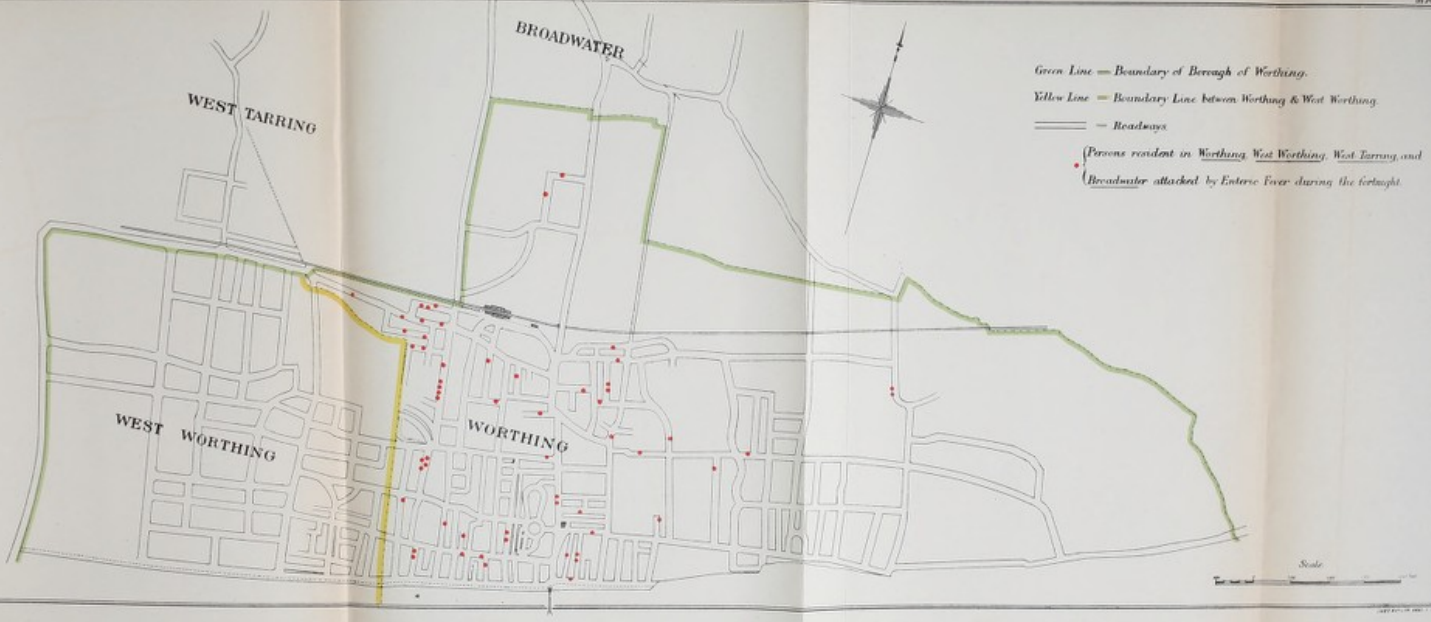 BROADWATER
WEST TARRING
Green Line — Boundary of Borough of Worthing.
Yellow Line — Boundary Line between Worthing & West Worthing.
— Roadways
Persons resident in Worthing, West Worthing, West Tarring, and
Broadwater attacked by Enteric Fever during the fortnight.
WEST WORTHING
WORTHING
Scale